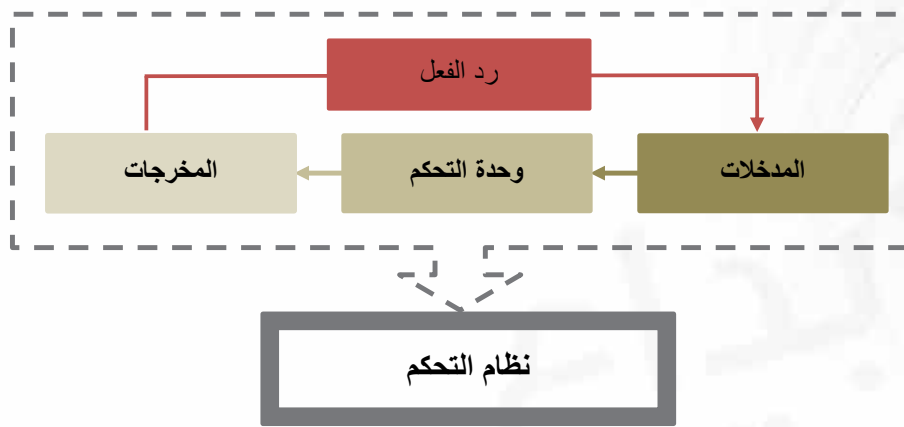 رد الفعل
المدخلات
وحدة التحكم
المخرجات
نظام التحكم